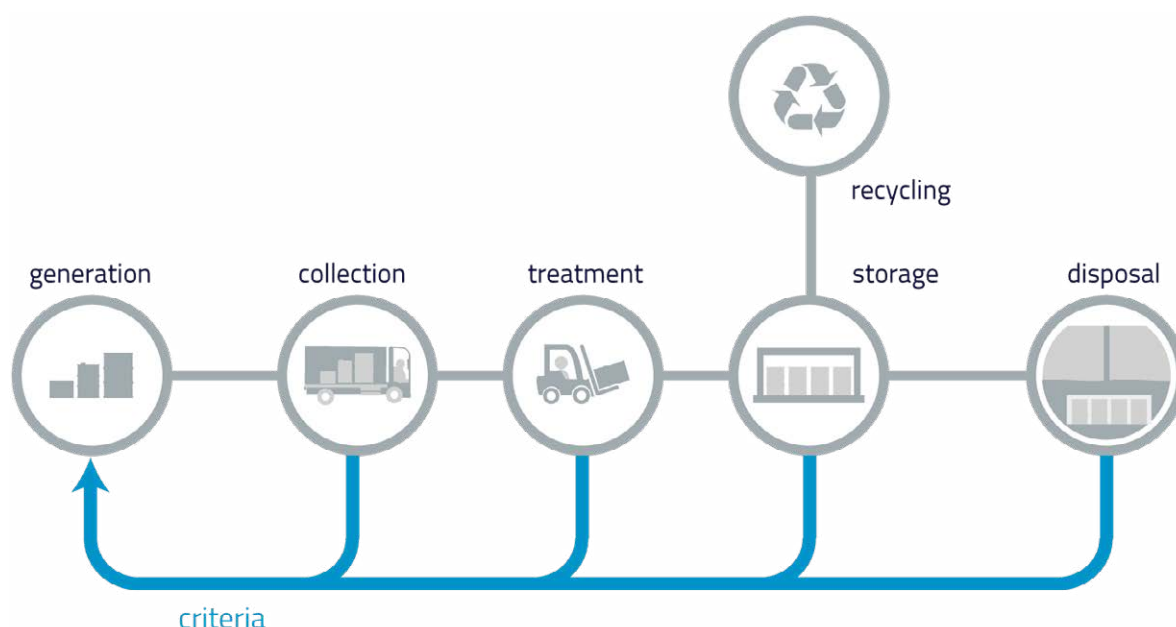 recycling
generation
collection
treatment
storage
disposal
criteria